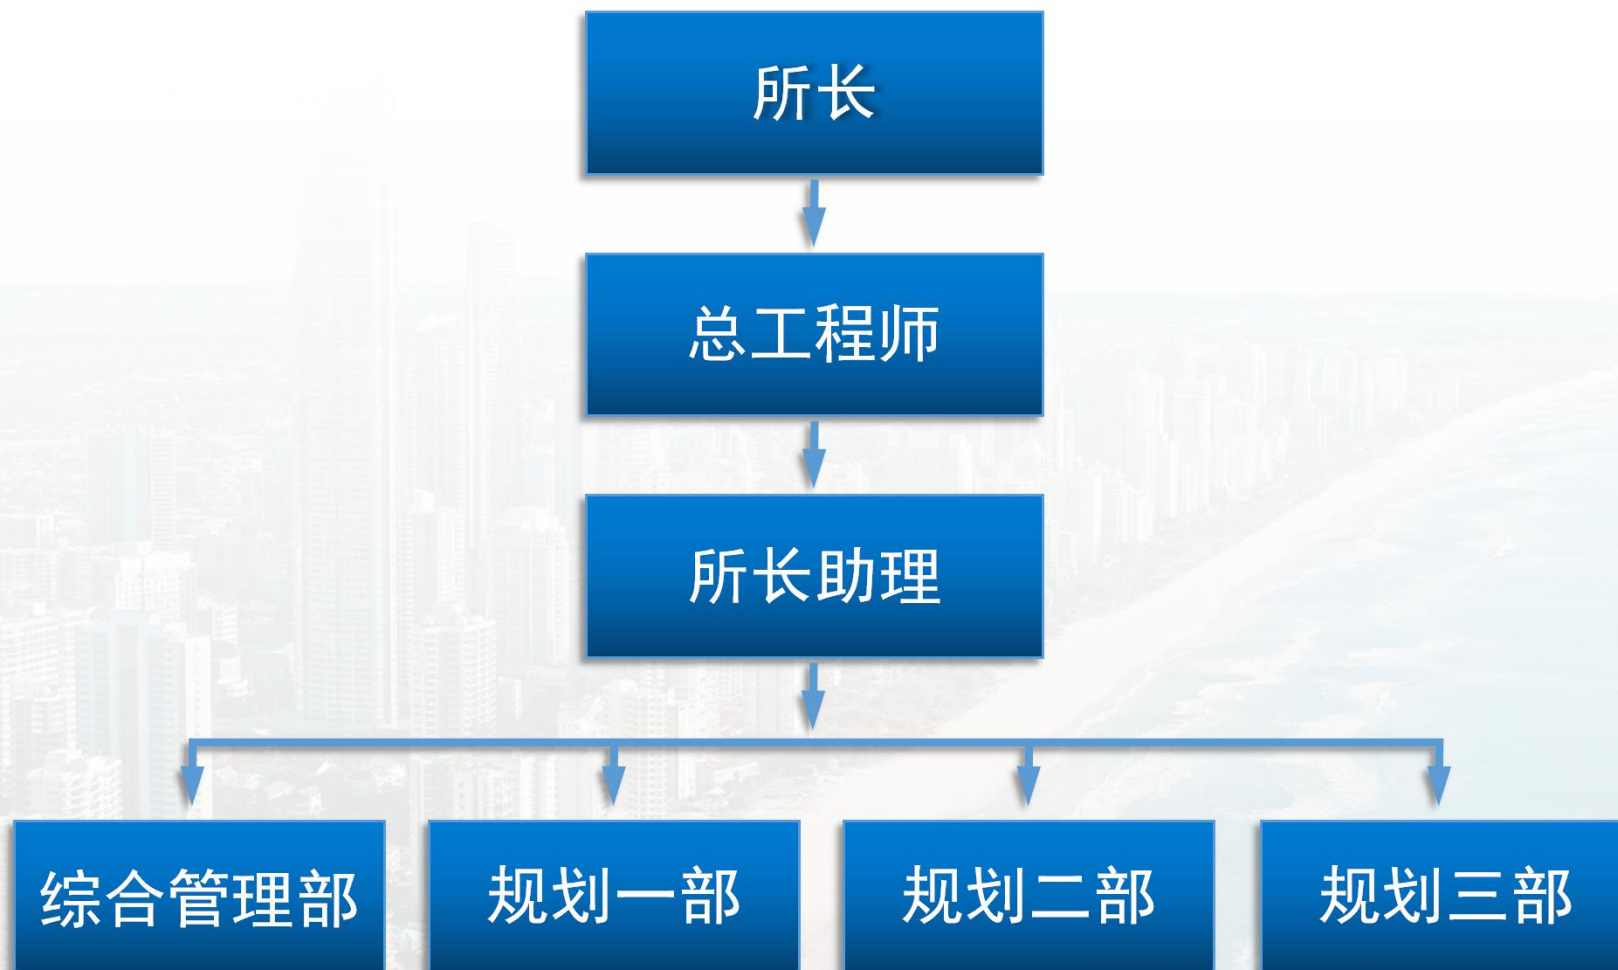 所长
总工程师
所长助理
综合管理部
规划一部
规划二部
规划三部